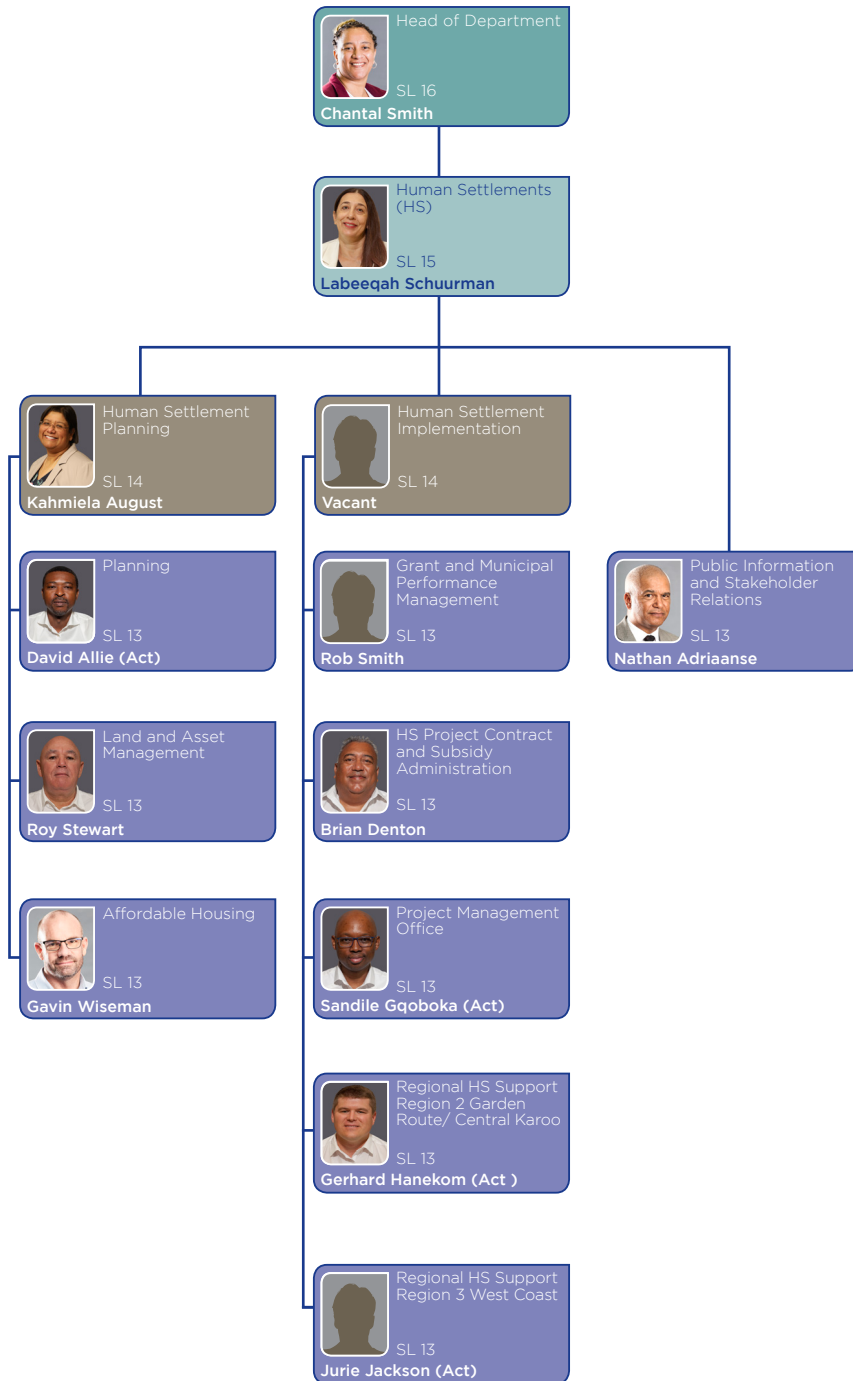 Head of Department
SL 16
Chantal Smith
Human Settlements
(HS)
SL 15
Labeeqah Schuurman
Human Settlement
Planning
SL 14
Kahmiela August
Human Settlement
Implementation
SL 14
Vacant
Planning
SL 13
David Allie (Act)
Grant and Municipal
Performance
Management
SL 13
Rob Smith
Public Information
and Stakeholder
Relations
SL 13
Nathan Adriaanse
Land and Asset
Management
SL 13
Roy Stewart
HS Project Contract
and Subsidy
Administration
SL 13
Brian Denton
Affordable Housing
SL 13
Gavin Wiseman
Project Management
Office
SL 13
Sandile Gqoboka (Act)
Regional HS Support
Region 2 Garden
Route/ Central Karoo
SL 13
Gerhard Hanekom (Act )
Regional HS Support
Region 3 West Coast
SL 13
Jurie Jackson (Act)